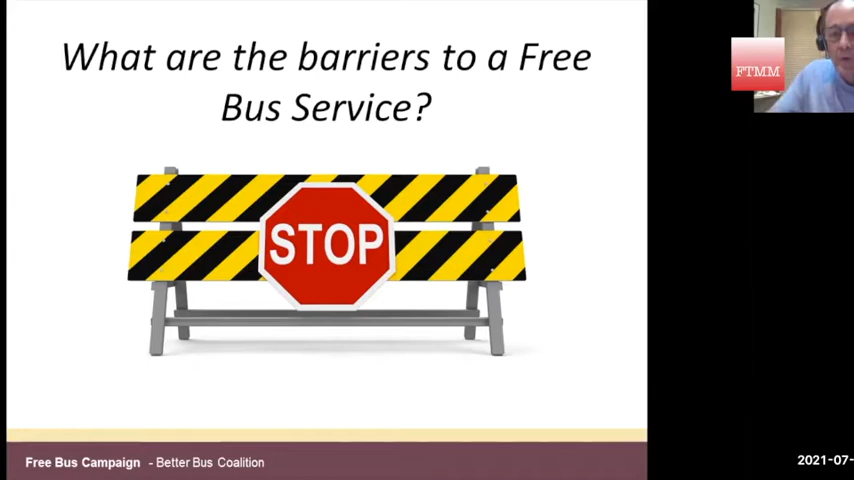 What are the barriers to a Free
Bus Service?
STOP
FTMM
Free Bus Campaign - Better Bus Coalition
2021-07-